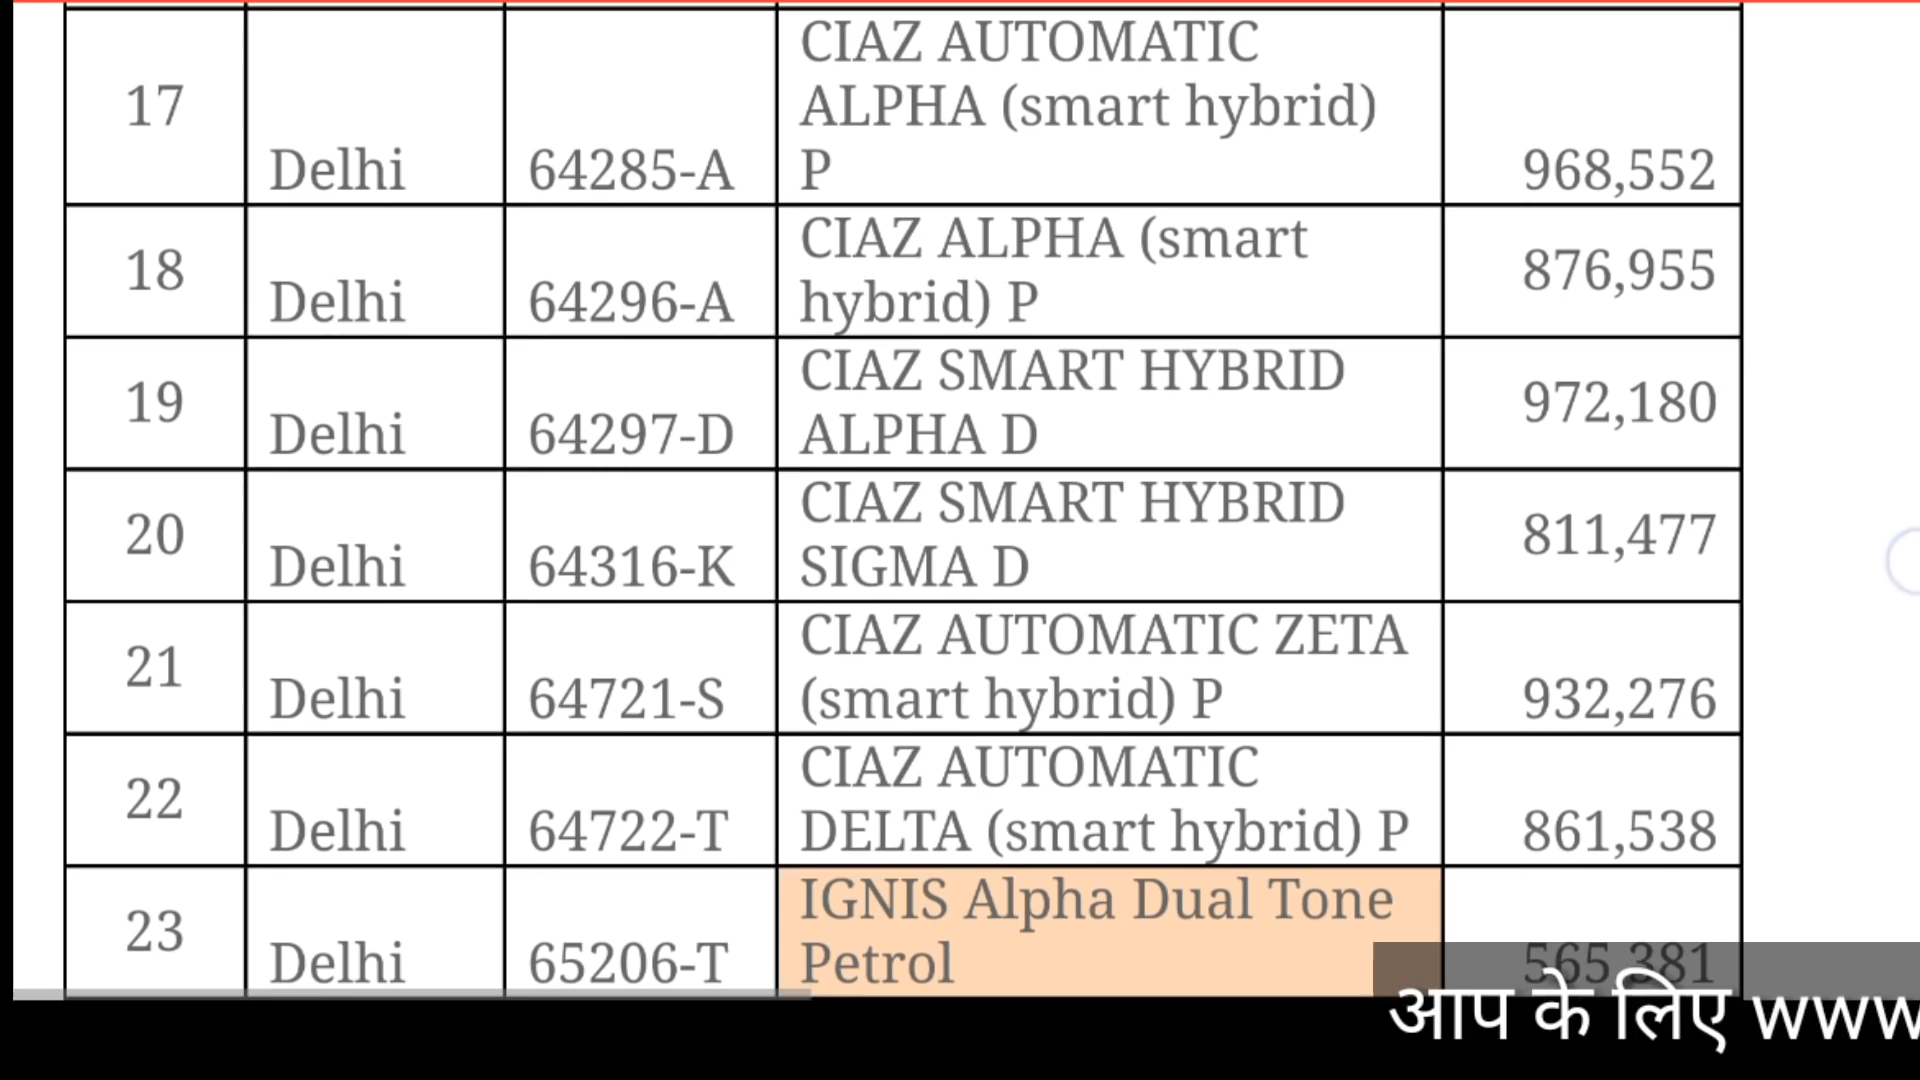 17 Delhi 64285-A CIAZ AUTOMATIC
ALPHA (smart hybrid)
P 968,552
18 Delhi 64296-A CIAZ ALPHA (smart
hybrid) P 876,955
19 Delhi 64297-D CIAZ SMART HYBRID
ALPHA D 972,180
20 Delhi 64316-K CIAZ SMART HYBRID
SIGMA D 811,477
21 Delhi 64721-S CIAZ AUTOMATIC ZETA
(smart hybrid) P 932,276
22 Delhi 64722-T CIAZ AUTOMATIC
DELTA (smart hybrid) P 861,538
23 Delhi 65206-T IGNIS Alpha Dual Tone
Petrol 565,381
आप के लिए www